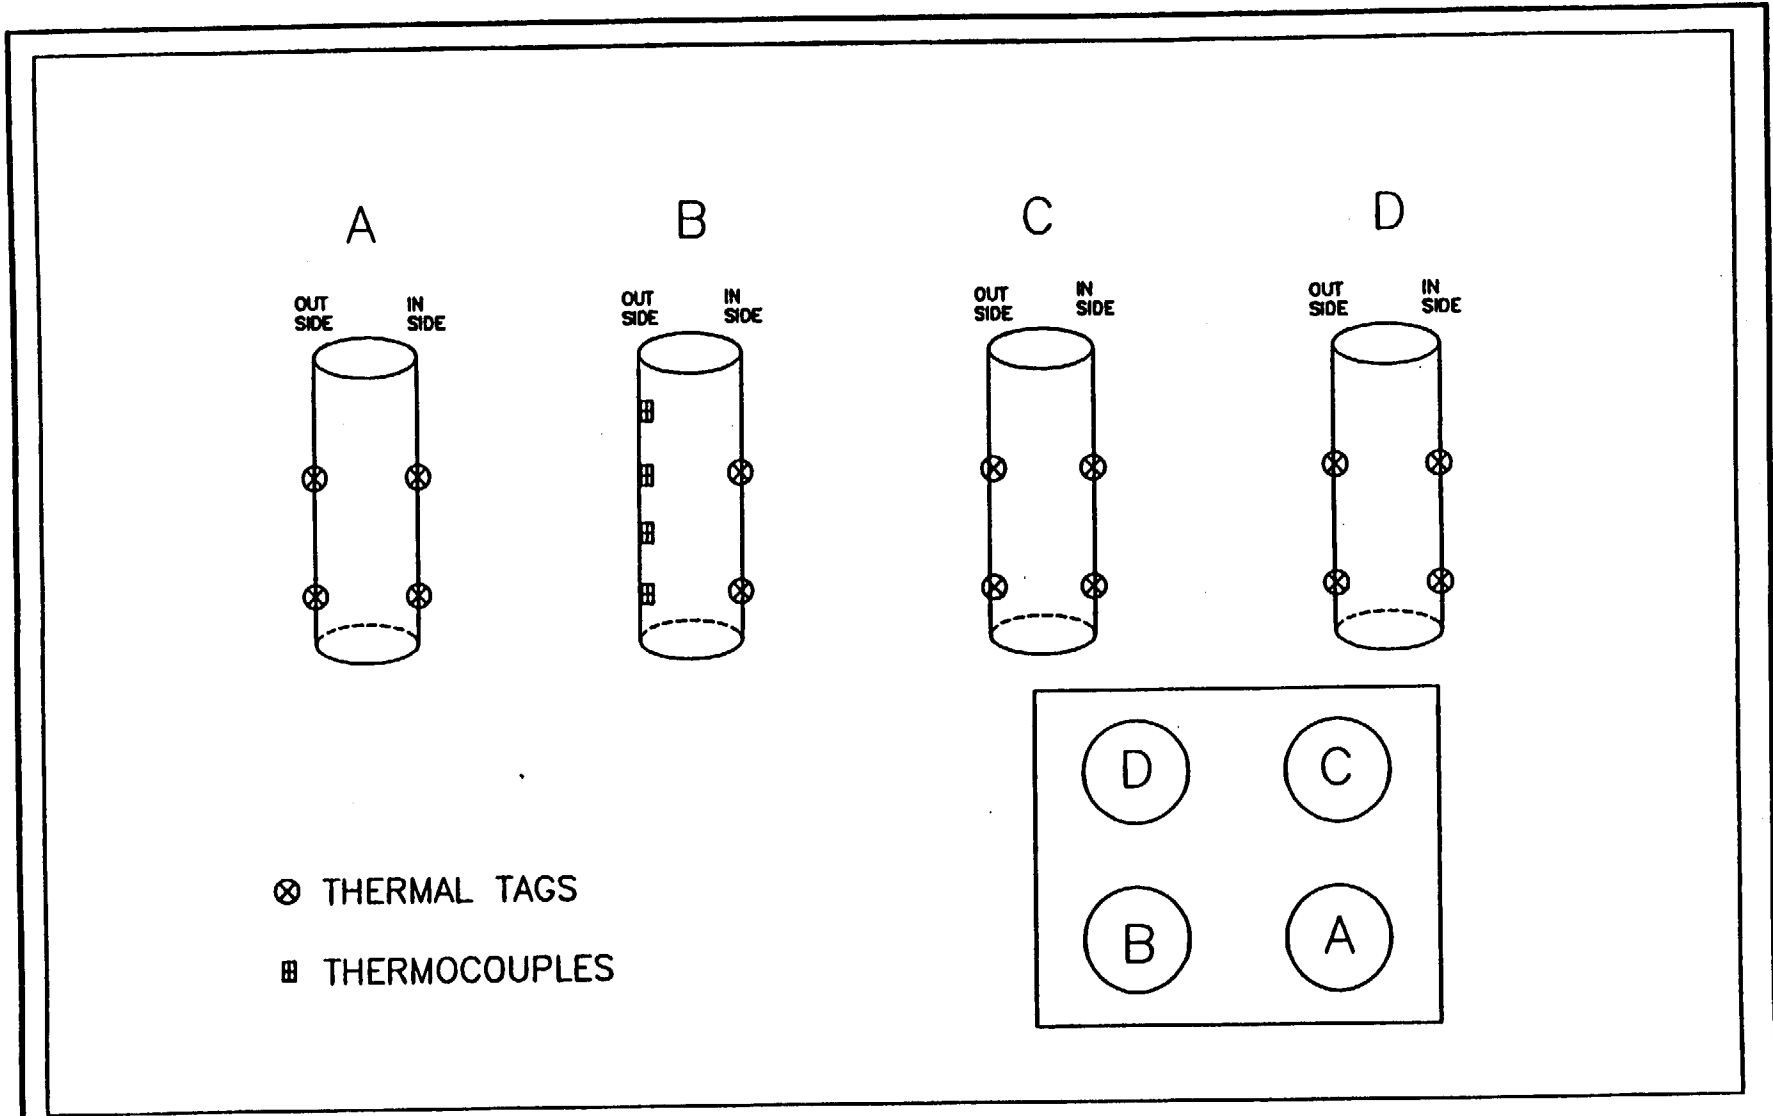 A
B
C
D
OUT
SIDE
IN
SIDE
OUT
SIDE
IN
SIDE
OUT
SIDE
IN
SIDE
OUT
SIDE
IN
SIDE
D
C
B
A
THERMAL TAGS
THERMOCOUPLES